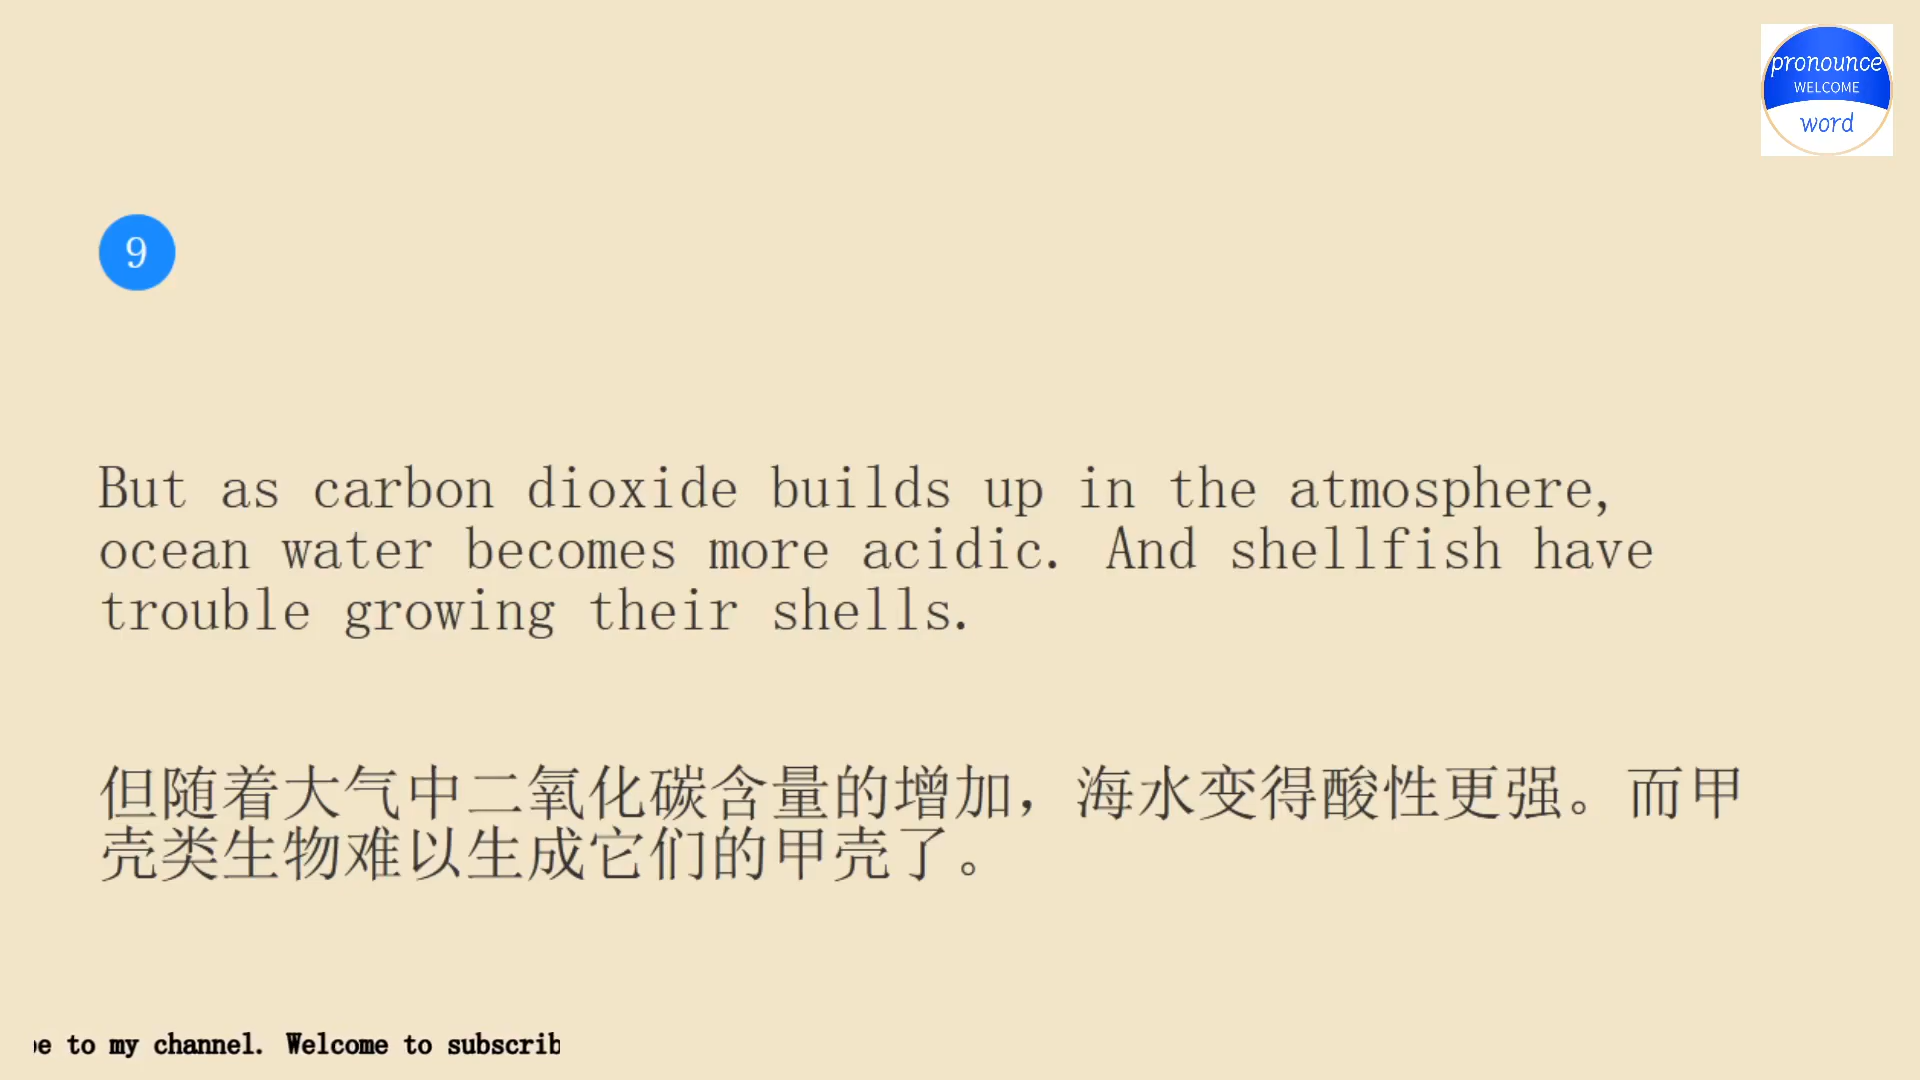 pronounce
WELCOME
word
9
But as carbon dioxide builds up in the atmosphere,
ocean water becomes more acidic. And shellfish have
trouble growing their shells.
但随着大气中二氧化碳含量的增加，海水变得酸性更强。而甲
壳类生物难以生成它们的甲壳了。
be to my channel. Welcome to subscrib